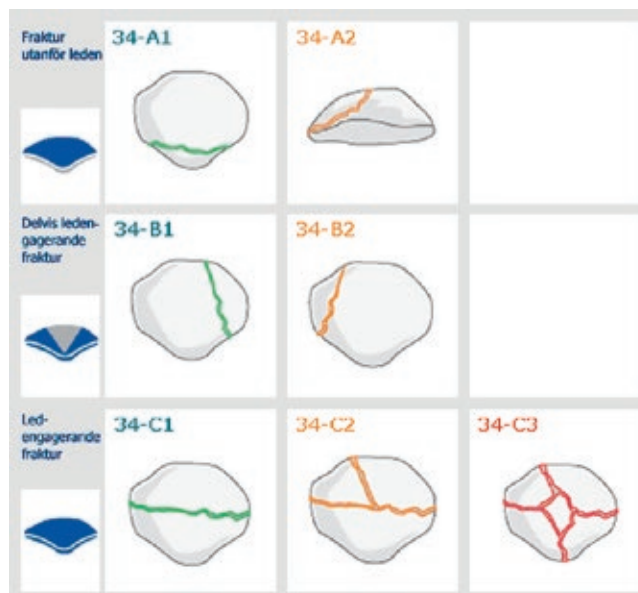 Fraktur
utanför leden
34-A1
34-A2
Delvis leden-
gagerande
fraktur
34-B1
34-B2
Led-
engagerande
fraktur
34-C1
34-C2
34-C3